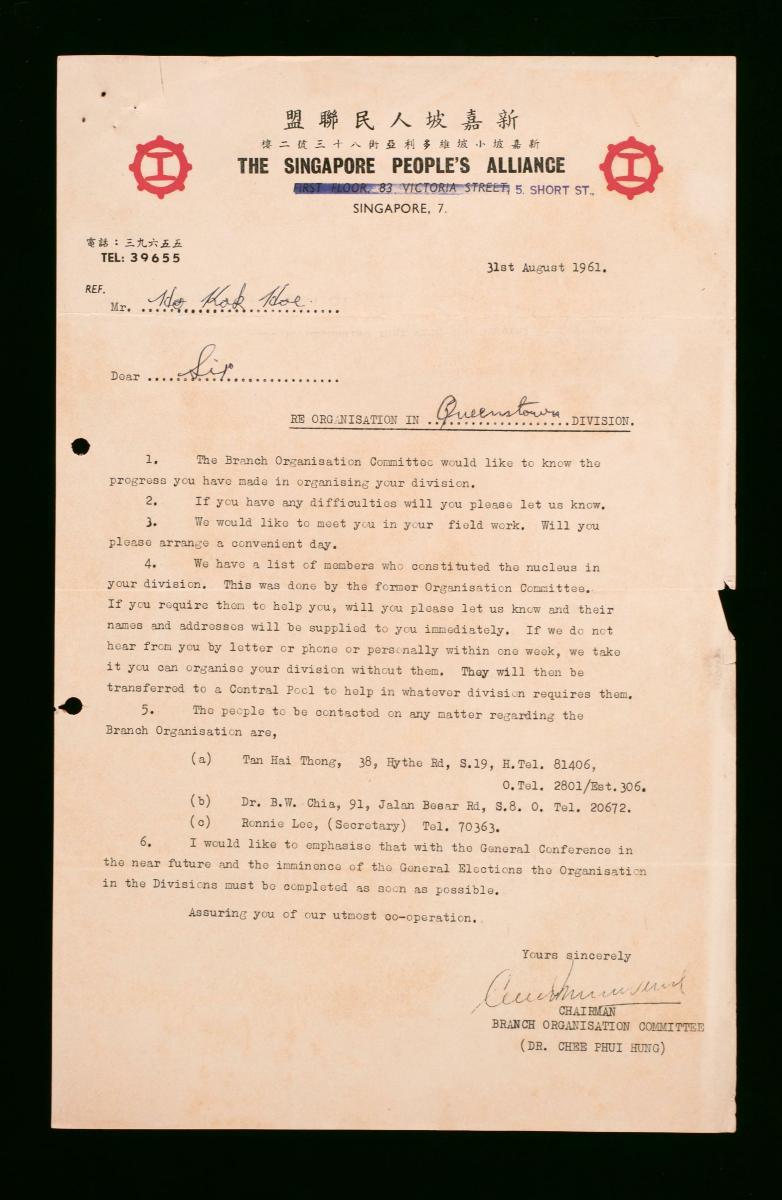 新嘉坡人民聯盟
新嘉坡小坡維多利亞街八十三號二樓
THE SINGAPORE PEOPLE'S ALLIANCE
FIRST FLOOR, 83, VICTORIA STREET, 5. SHORT ST.,
SINGAPORE, 7.
電話：三九六五五
TEL: 39655
31st August 1961.
REF.
Mr. Ho Kok Hoe.
Dear Sir
RE ORGANISATION IN Queenstown DIVISION.
1. The Branch Organisation Committee would like to know the
progress you have made in organising your division.
2. If you have any difficulties will you please let us know.
3. We would like to meet you in your field work. Will you
please arrange a convenient day.
4. We have a list of members who constituted the nucleus in
your division. This was done by the former Organisation Committee.
If you require them to help you, will you please let us know and their
names and addresses will be supplied to you immediately. If we do not
hear from you by letter or phone or personally within one week, we take
it you can organise your division without them. They will then be
transferred to a Central Pool to help in whatever division requires them.
5. The people to be contacted on any matter regarding the
Branch Organisation are,
(a) Tan Hai Thong, 38, Hythe Rd, S.19, H.Tel. 81406,
O.Tel. 2801/Est.306.
(b) Dr. B.W. Chia, 91, Jalan Besar Rd, S.8. O. Tel. 20672.
(c) Ronnie Lee, (Secretary) Tel. 70363.
6. I would like to emphasise that with the General Conference in
the near future and the imminence of the General Elections the Organisation
in the Divisions must be completed as soon as possible.
Assuring you of our utmost co-operation.
Yours sincerely
CHAIRMAN
BRANCH ORGANISATION COMMITTEE
(DR. CHEE PHUI HUNG)